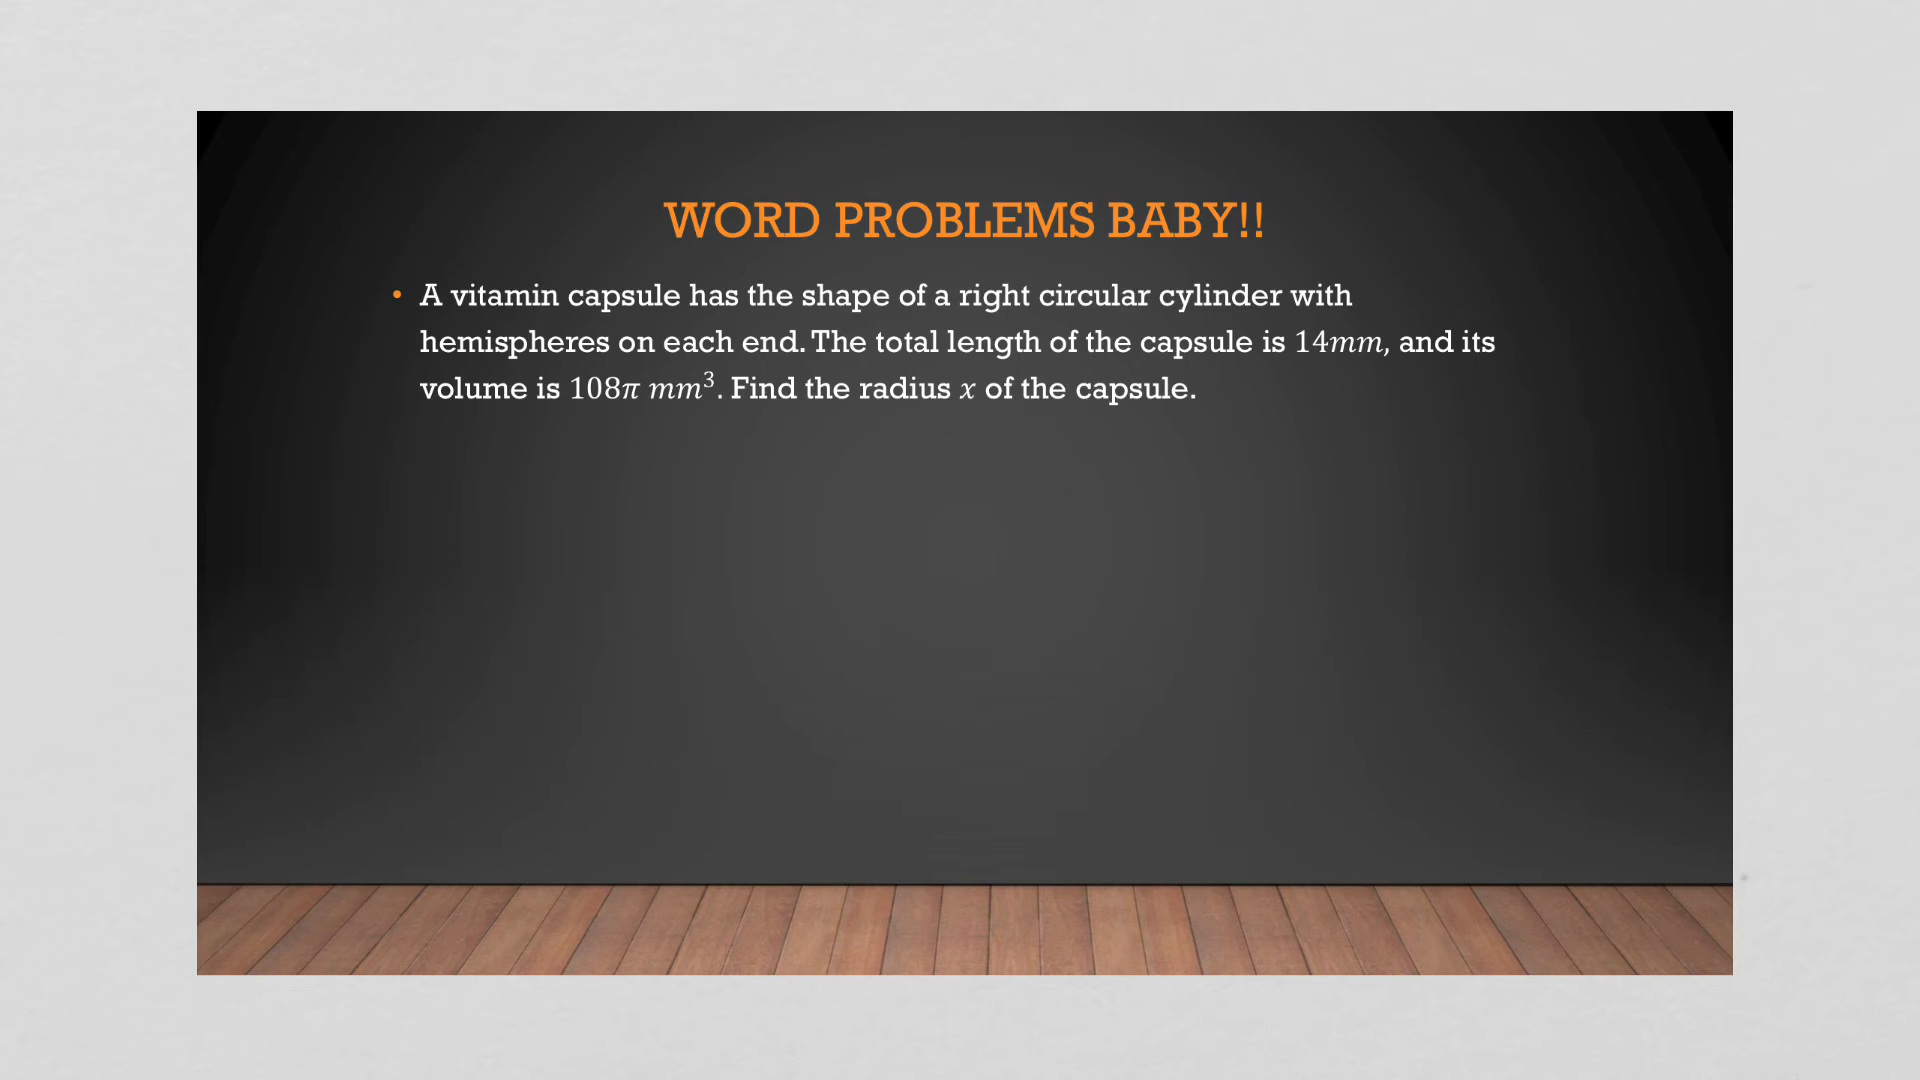 WORD PROBLEMS BABY!!
• A vitamin capsule has the shape of a right circular cylinder with
hemispheres on each end. The total length of the capsule is 14mm, and its
volume is 108π mm³. Find the radius x of the capsule.